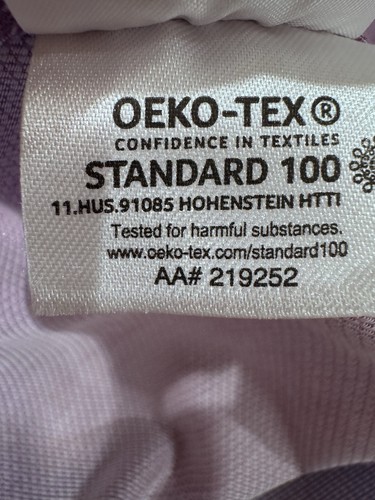 OEKO-TEX®
CONFIDENCE IN TEXTILES
STANDARD 100
11.HUS.91085 HOHENSTEIN HTTI
Tested for harmful substances.
www.oeko-tex.com/standard100
AA# 219252